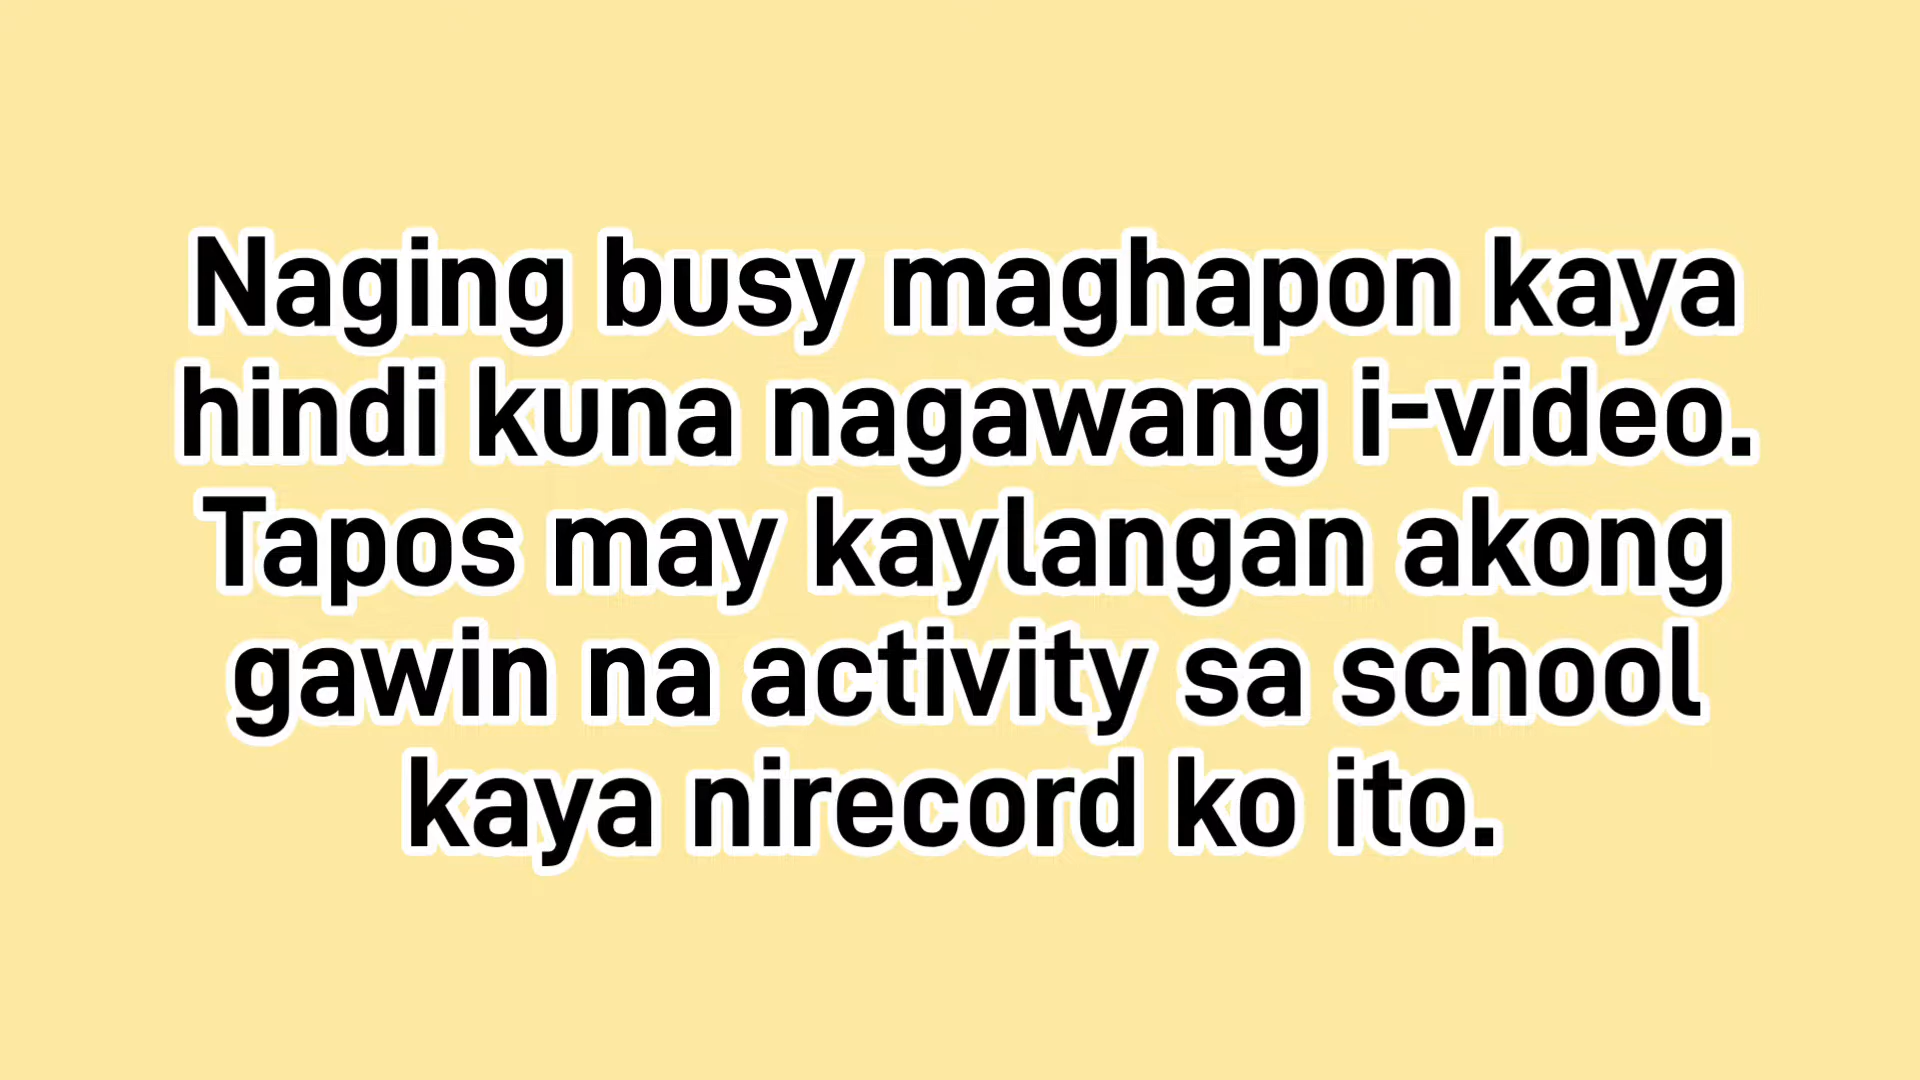 Naging busy maghapon kaya
hindi kuna nagawang i-video.
Tapos may kaylangan akong
gawin na activity sa school
kaya nirecord ko ito.